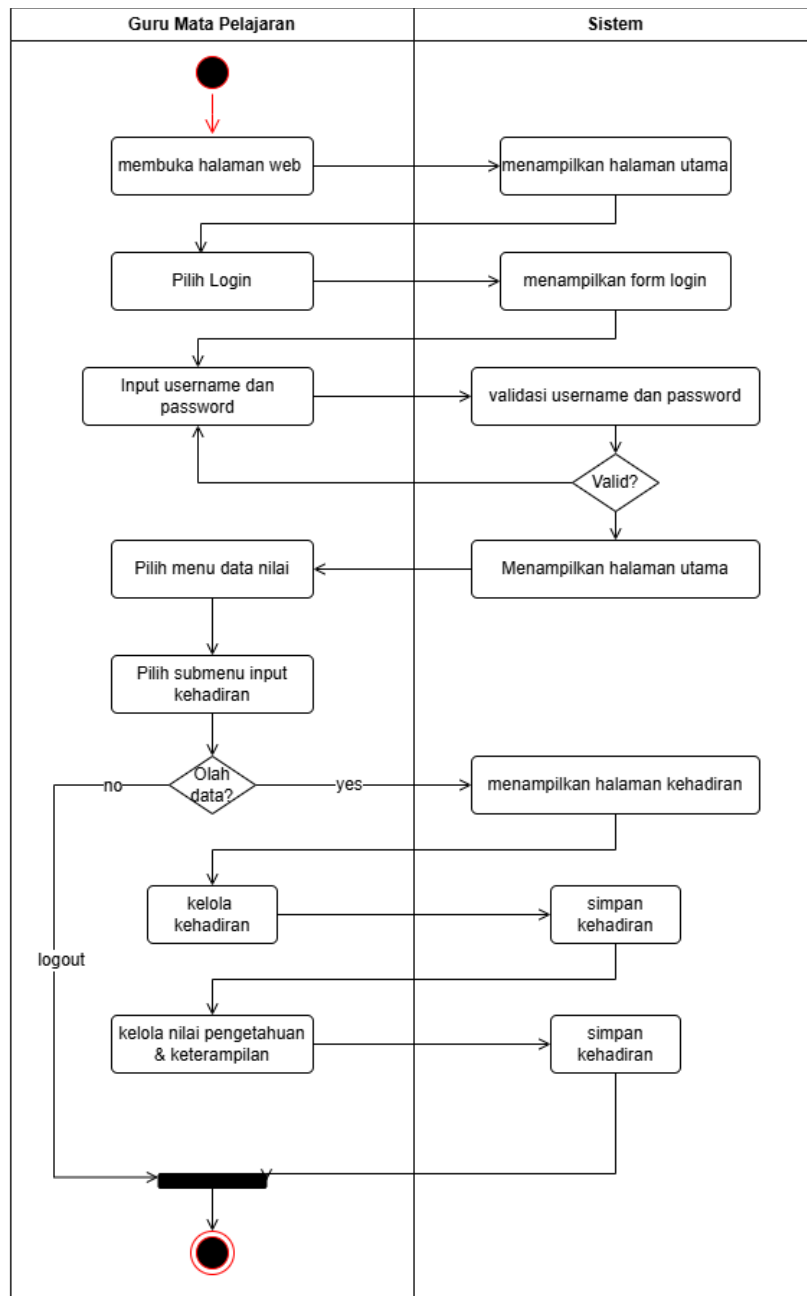 Guru Mata Pelajaran
Sistem
membuka halaman web
menampilkan halaman utama
Pilih Login
menampilkan form login
Input username dan
password
validasi username dan password
Valid?
Pilih menu data nilai
Menampilkan halaman utama
Pilih submenu input
kehadiran
Olah
data?
no
yes
menampilkan halaman kehadiran
kelola
kehadiran
simpan
kehadiran
logout
kelola nilai pengetahuan
& keterampilan
simpan
kehadiran